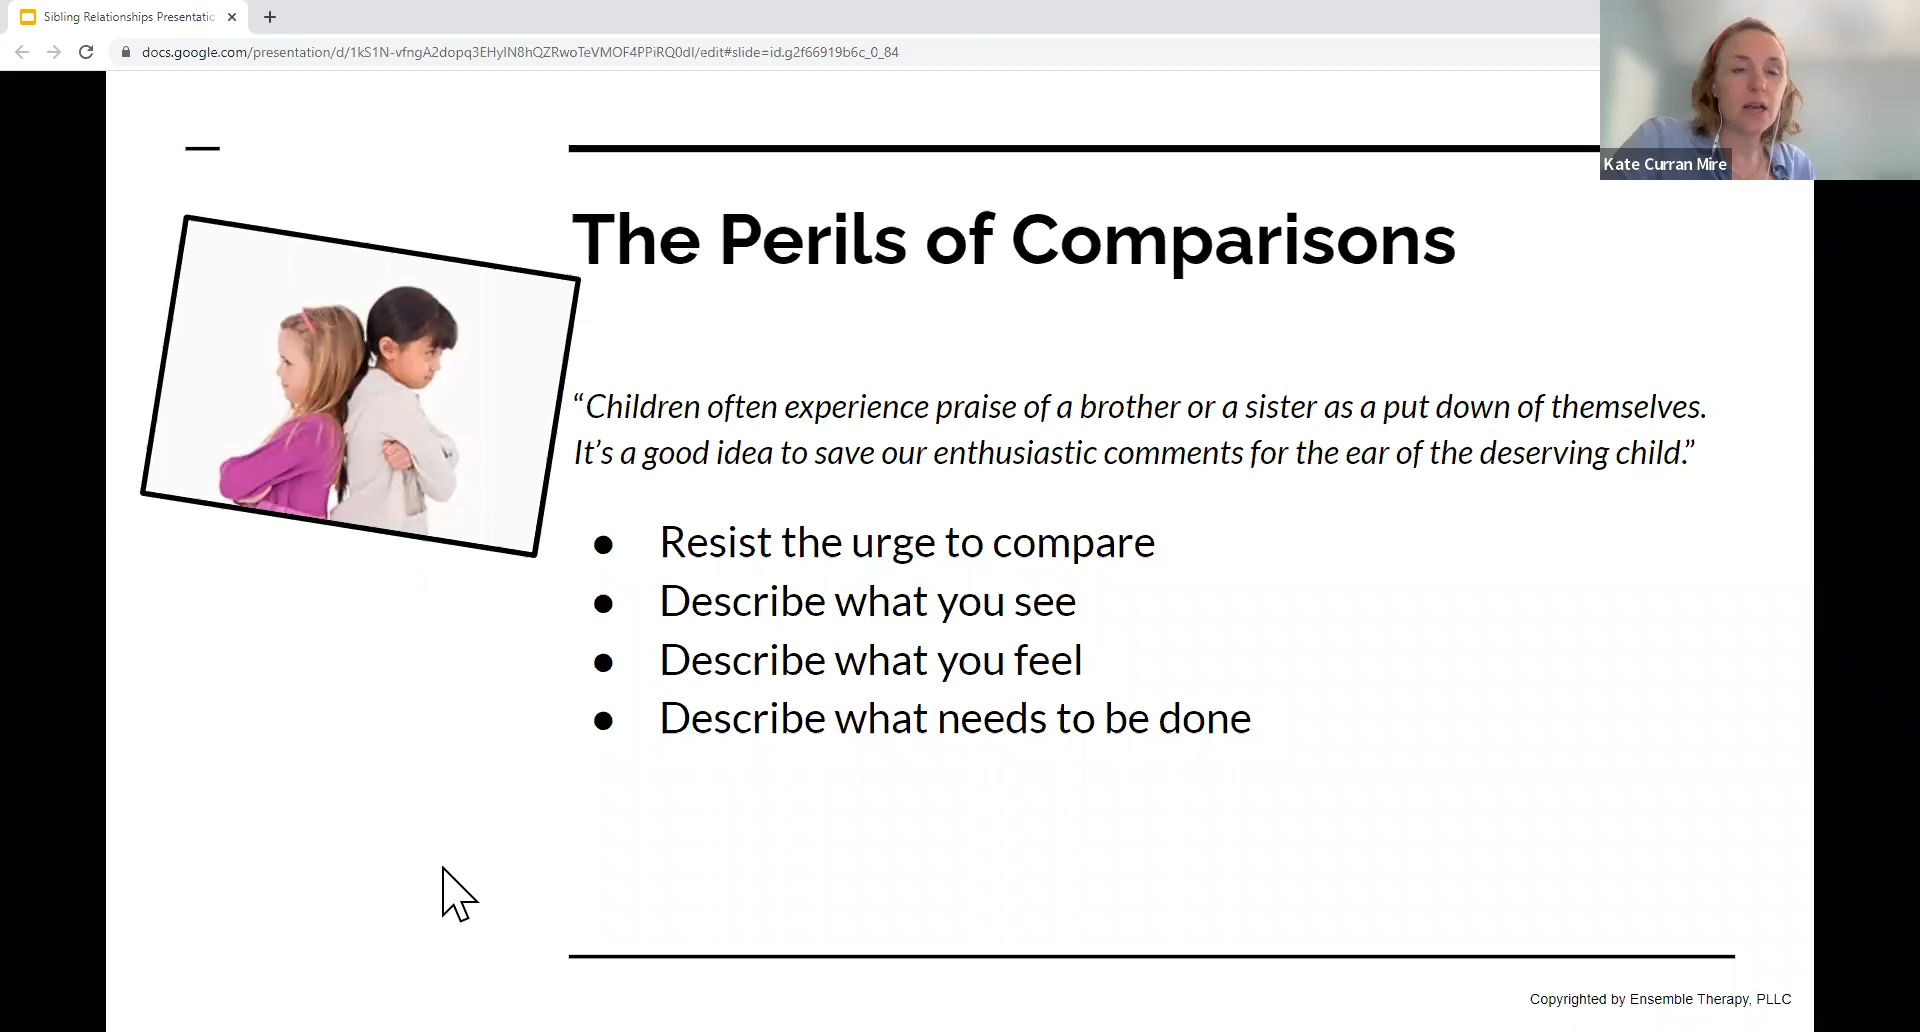 Sibling Relationships Presentatic
docs.google.com/presentation/d/1kS1N-vfngA2dopq3EHyIN8hQZRwoTeVMOF4PPiRQ0dI/edit#slide=id.g2f66919b6c_0_84
Kate Curran Mire
The Perils of Comparisons
“Children often experience praise of a brother or a sister as a put down of themselves.
It’s a good idea to save our enthusiastic comments for the ear of the deserving child.”
● Resist the urge to compare
● Describe what you see
● Describe what you feel
● Describe what needs to be done
Copyrighted by Ensemble Therapy, PLLC